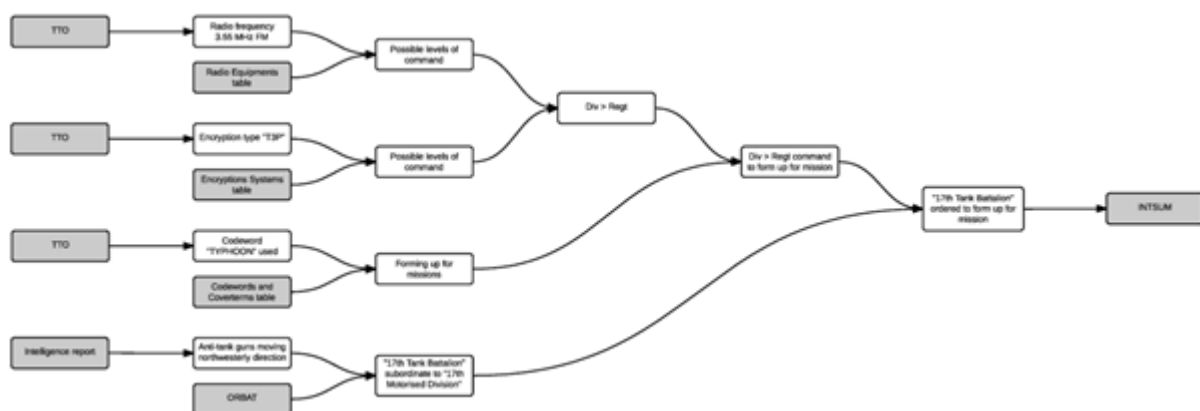 TTO
Radio frequency
3.55 MHz FM
Radio Equipments
table
Possible levels of
command
Div > Regt
TTO
Encryption type "T3P"
Encryptions Systems
table
Possible levels of
command
Div > Regt command
to form up for mission
"17th Tank Battalion"
ordered to form up for
mission
INTSUM
TTO
Codeword
"TYPHOON" used
Codewords and
Coverterms table
Forming up for
missions
Intelligence report
Anti-tank guns moving
northwesterly direction
ORBAT
"17th Tank Battalion"
subordinate to "17th
Motorised Division"